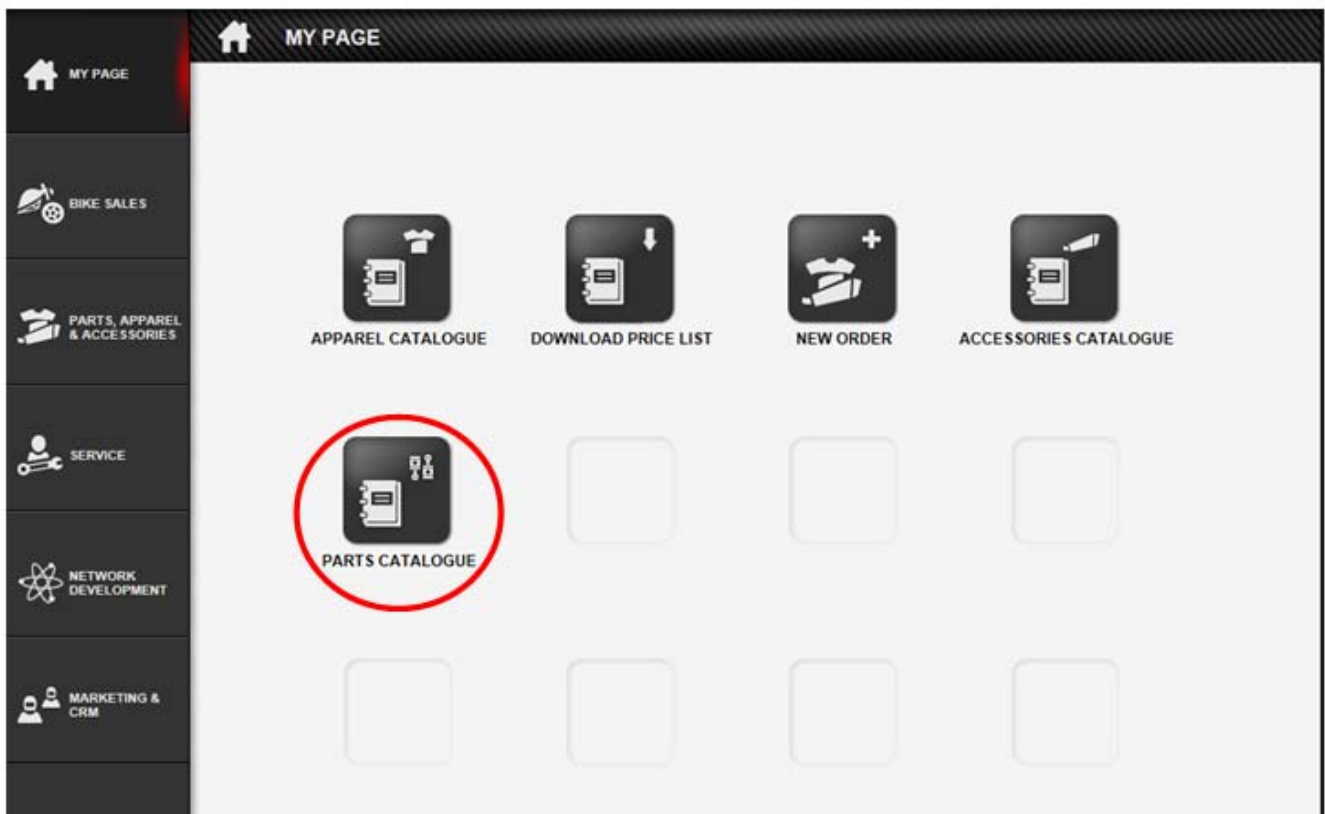 MY PAGE
MY PAGE
BIKE SALES
PARTS, APPAREL
& ACCESSORIES
SERVICE
NETWORK
DEVELOPMENT
MARKETING &
CRM
APPAREL CATALOGUE
DOWNLOAD PRICE LIST
NEW ORDER
ACCESSORIES CATALOGUE
PARTS CATALOGUE